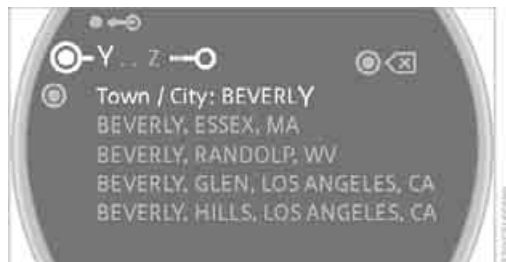 Y.. Z
Town / City: BEVERLY
BEVERLY, ESSEX, MA
BEVERLY, RANDOLP, WV
BEVERLY, GLEN, LOS ANGELES, CA
BEVERLY, HILLS, LOS ANGELES, CA